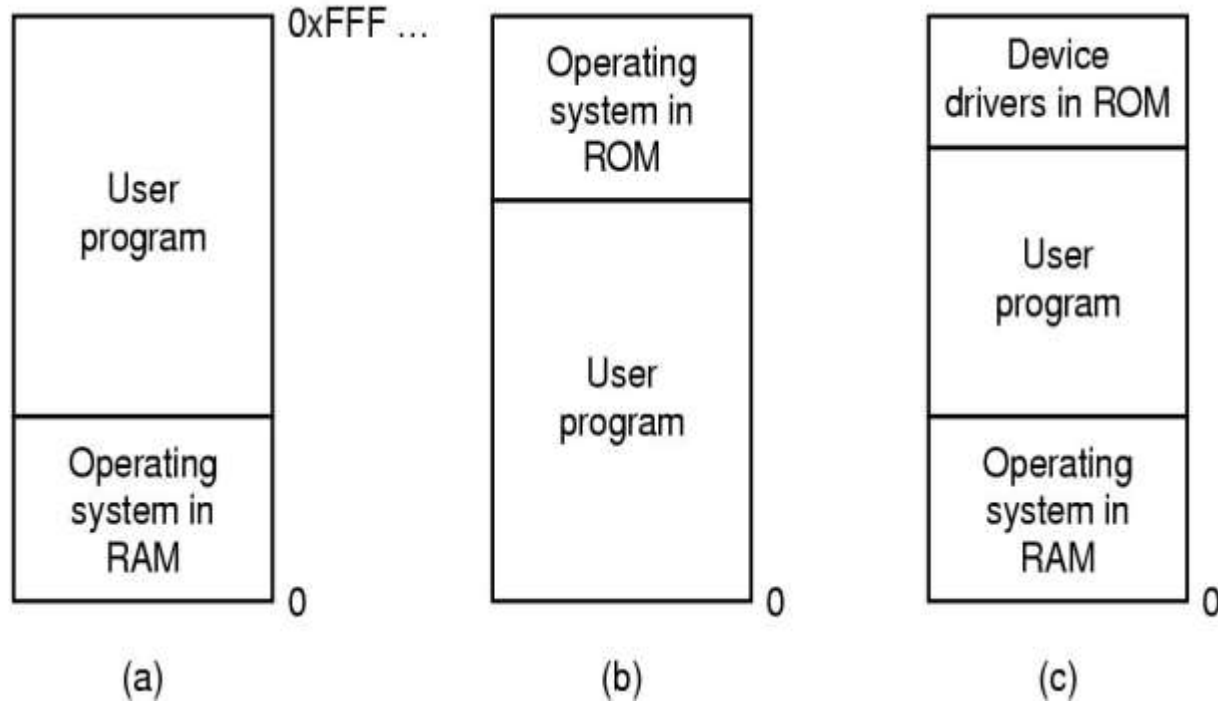 0xFFF ...
User
program
Operating
system in
RAM
0
(a)
Operating
system in
ROM
User
program
0
(b)
Device
drivers in ROM
User
program
Operating
system in
RAM
0
(c)